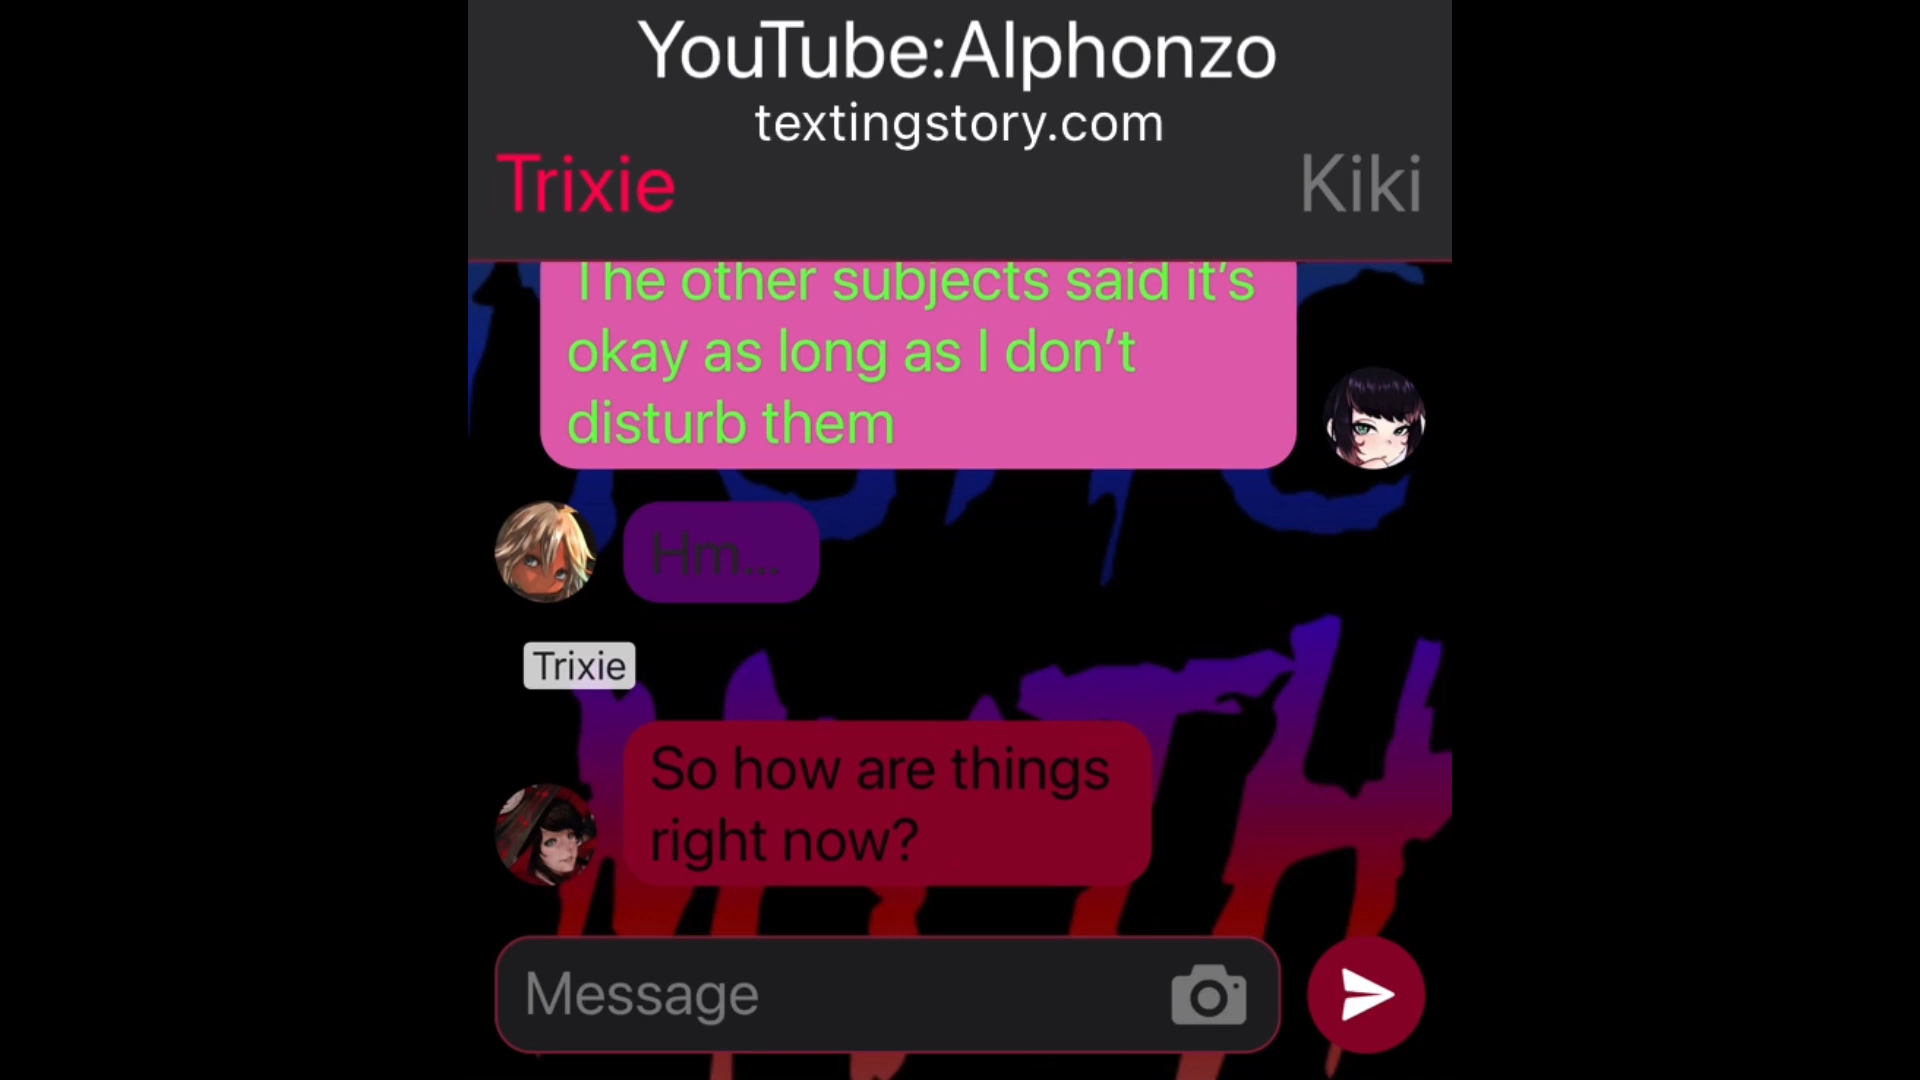 YouTube:Alphonzo
textingstory.com
Trixie
Kiki
The other subjects said it’s
okay as long as I don’t
disturb them
Hm...
Trixie
So how are things
right now?
Message